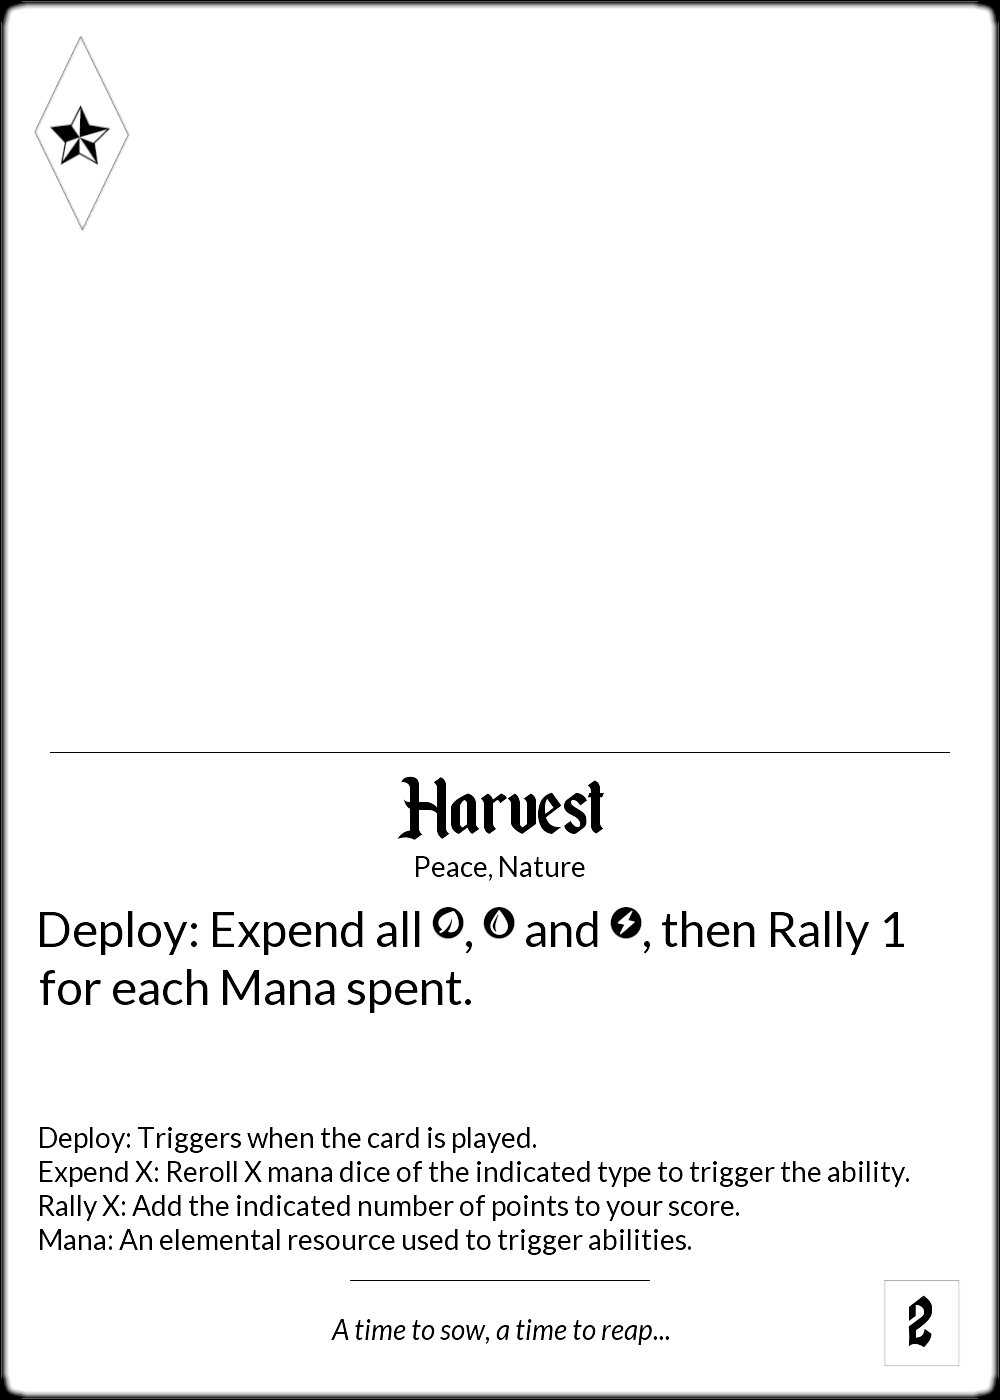 Harvest
Peace, Nature
Deploy: Expend all , and , then Rally 1
for each Mana spent.
Deploy: Triggers when the card is played.
Expend X: Reroll X mana dice of the indicated type to trigger the ability.
Rally X: Add the indicated number of points to your score.
Mana: An elemental resource used to trigger abilities.
A time to sow, a time to reap...
2